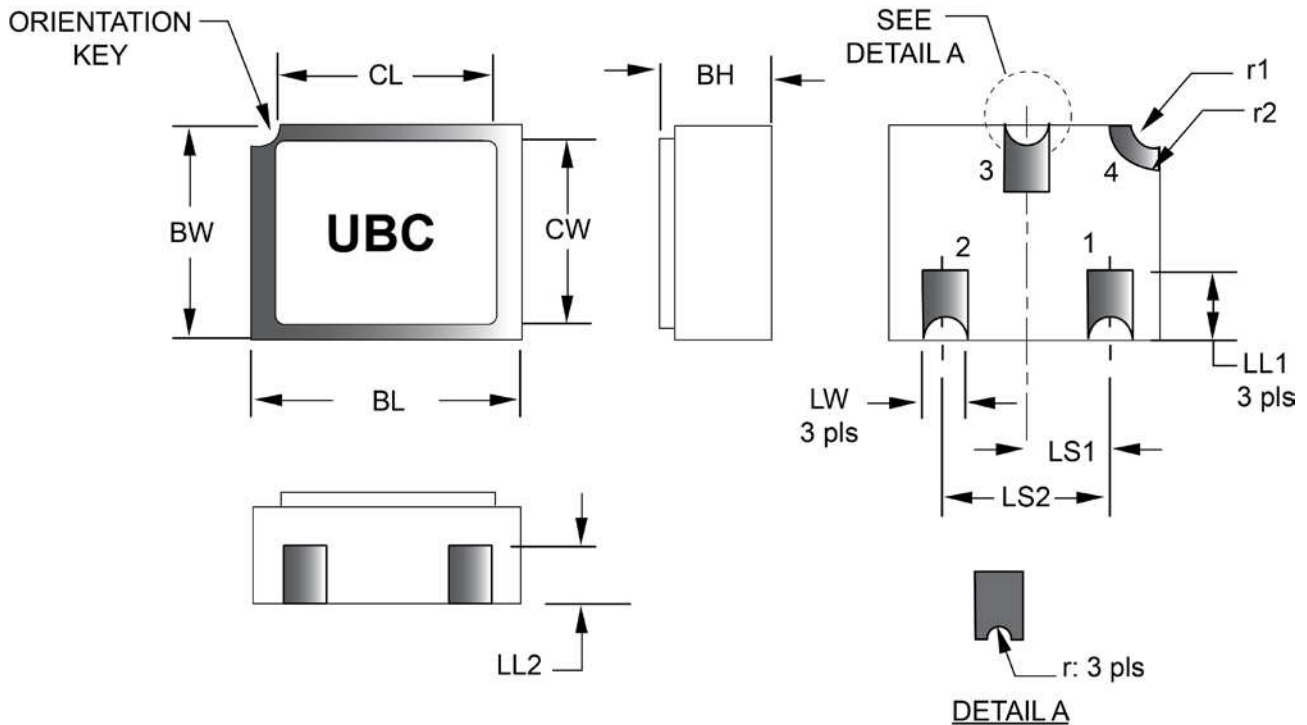 ORIENTATION
KEY
CL
BW
UBC
CW
BL
BH
SEE
DETAIL A
r1
r2
3
4
2
1
LL1
3 pls
LW
3 pls
LS1
LS2
LL2
r: 3 pls
DETAIL A